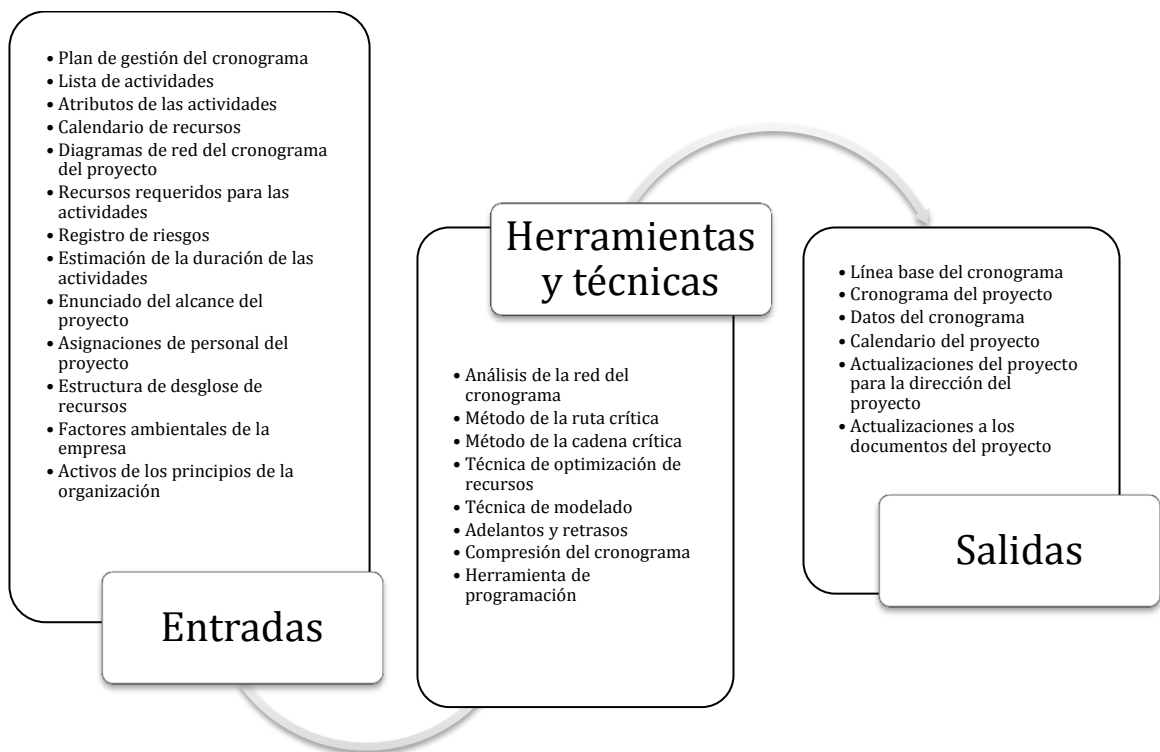 • Plan de gestión del cronograma
• Lista de actividades
• Atributos de las actividades
• Calendario de recursos
• Diagramas de red del cronograma
del proyecto
• Recursos requeridos para las
actividades
• Registro de riesgos
• Estimación de la duración de las
actividades
• Enunciado del alcance del
proyecto
• Asignaciones de personal del
proyecto
• Estructura de desglose de
recursos
• Factores ambientales de la
empresa
• Activos de los principios de la
organización
Entradas
Herramientas
y técnicas
• Análisis de la red del
cronograma
• Método de la ruta crítica
• Método de la cadena crítica
• Técnica de optimización de
recursos
• Técnica de modelado
• Adelantos y retrasos
• Compresión del cronograma
• Herramienta de
programación
• Línea base del cronograma
• Cronograma del proyecto
• Datos del cronograma
• Calendario del proyecto
• Actualizaciones del proyecto
para la dirección del
proyecto
• Actualizaciones a los
documentos del proyecto
Salidas